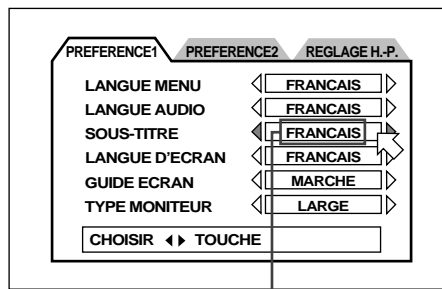 PREFERENCE1 PREFERENCE2 REGLAGE H.-P.
LANGUE MENU FRANCAIS
LANGUE AUDIO FRANCAIS
SOUS-TITRE FRANCAIS
LANGUE D'ECRAN FRANCAIS
GUIDE ECRAN MARCHE
TYPE MONITEUR LARGE
CHOISIR TOUCHE